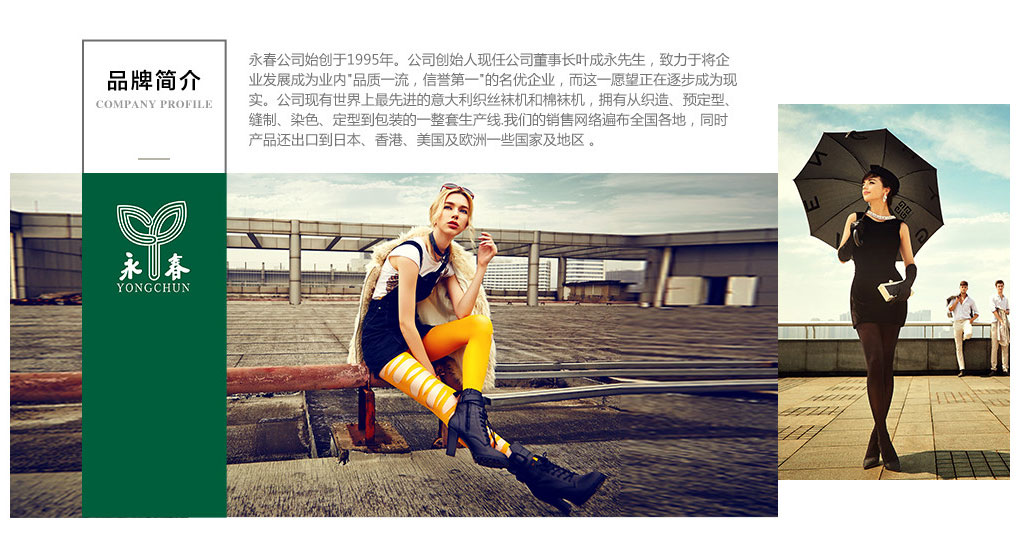 品牌简介
COMPANY PROFILE
永春公司始创于1995年。公司创始人现任公司董事长叶成永先生，致力于将企
业发展成为业内"品质一流，信誉第一"的名优企业，而这一愿望正在逐步成为现
实。公司现有世界上最先进的意大利织丝袜机和棉袜机，拥有从织造、预定型、
缝制、染色、定型到包装的一整套生产线.我们的销售网络遍布全国各地，同时
产品还出口到日本、香港、美国及欧洲一些国家及地区 。
永春
YONGCHUN